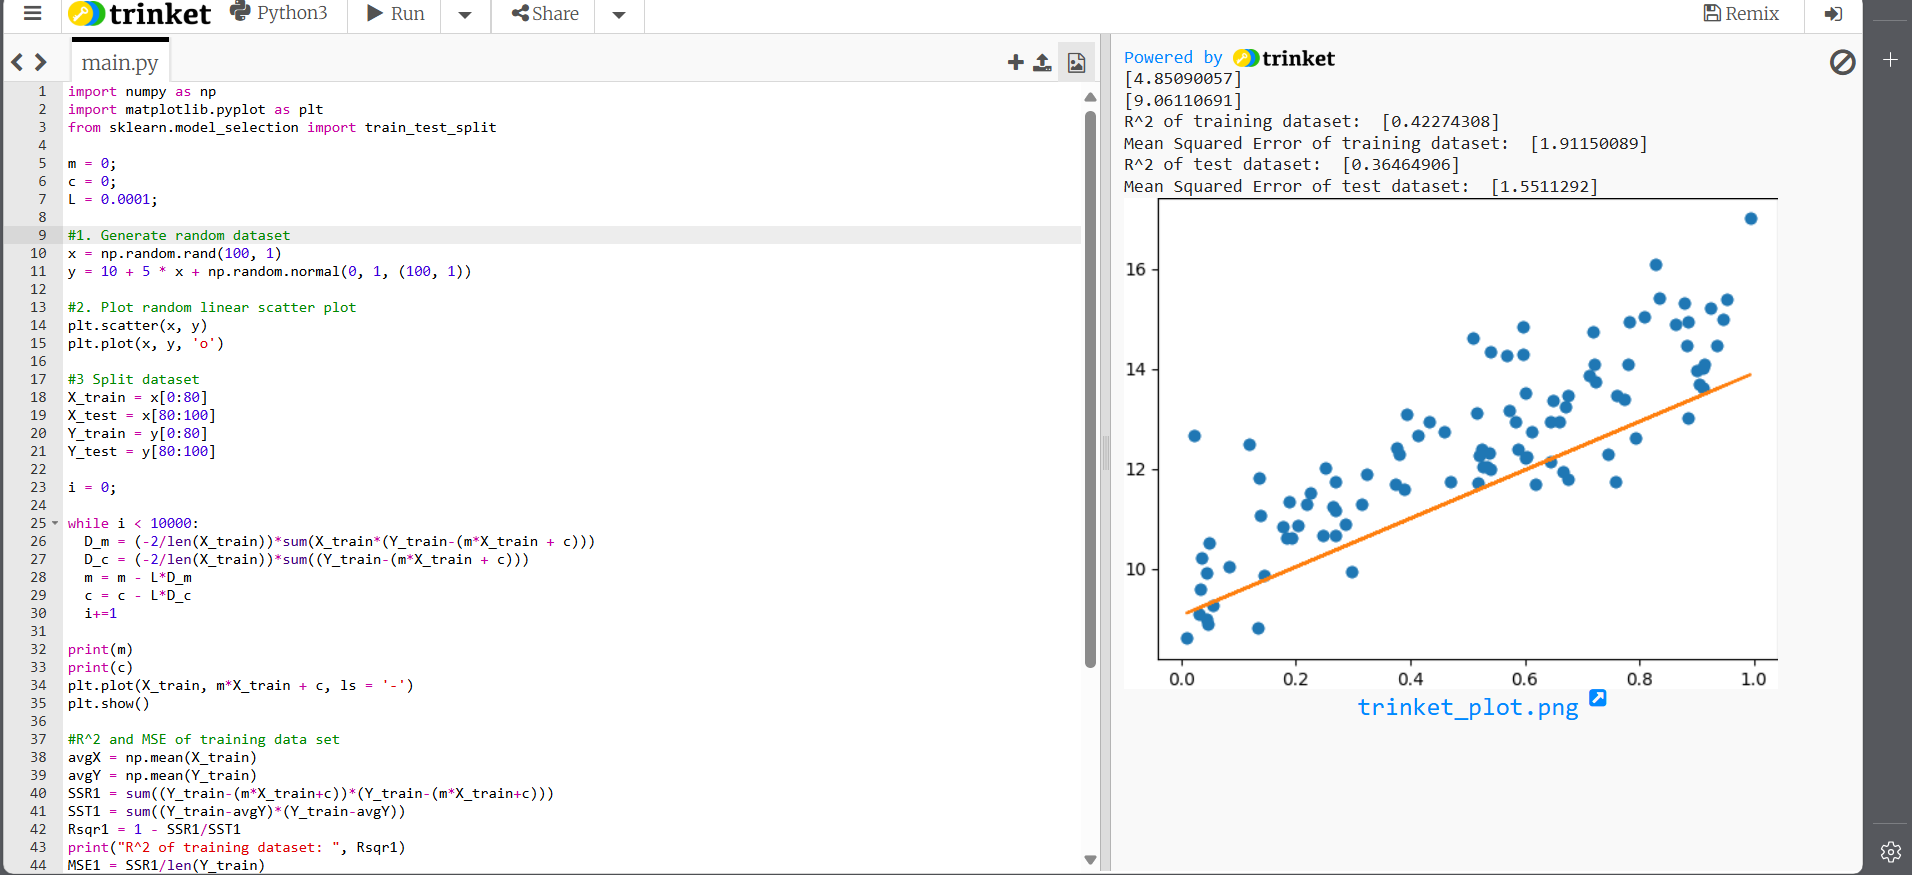 trinket Python3 Run Share Remix
main.py
1 import numpy as np
2 import matplotlib.pyplot as plt
3 from sklearn.model_selection import train_test_split
4
5 m = 0;
6 c = 0;
7 L = 0.0001;
8
9 #1. Generate random dataset
10 x = np.random.rand(100, 1)
11 y = 10 + 5 * x + np.random.normal(0, 1, (100, 1))
12
13 #2. Plot random linear scatter plot
14 plt.scatter(x, y)
15 plt.plot(x, y, 'o')
16
17 #3 Split dataset
18 X_train = x[0:80]
19 X_test = x[80:100]
20 Y_train = y[0:80]
21 Y_test = y[80:100]
22
23 i = 0;
24
25 while i < 10000:
26 D_m = (-2/len(X_train))*sum(X_train*(Y_train-(m*X_train + c)))
27 D_c = (-2/len(X_train))*sum((Y_train-(m*X_train + c)))
28 m = m - L*D_m
29 c = c - L*D_c
30 i+=1
31
32 print(m)
33 print(c)
34 plt.plot(X_train, m*X_train + c, ls = '-')
35 plt.show()
36
37 #R^2 and MSE of training data set
38 avgX = np.mean(X_train)
39 avgY = np.mean(Y_train)
40 SSR1 = sum((Y_train-(m*X_train+c))*(Y_train-(m*X_train+c)))
41 SST1 = sum((Y_train-avgY)*(Y_train-avgY))
42 Rsqr1 = 1 - SSR1/SST1
43 print("R^2 of training dataset: ", Rsqr1)
44 MSE1 = SSR1/len(Y_train)
Powered by trinket
[4.85090057]
[9.06110691]
R^2 of training dataset: [0.42274308]
Mean Squared Error of training dataset: [1.91150089]
R^2 of test dataset: [0.36464906]
Mean Squared Error of test dataset: [1.5511292]
16
14
12
10
0.0 0.2 0.4 0.6 0.8 1.0
trinket_plot.png